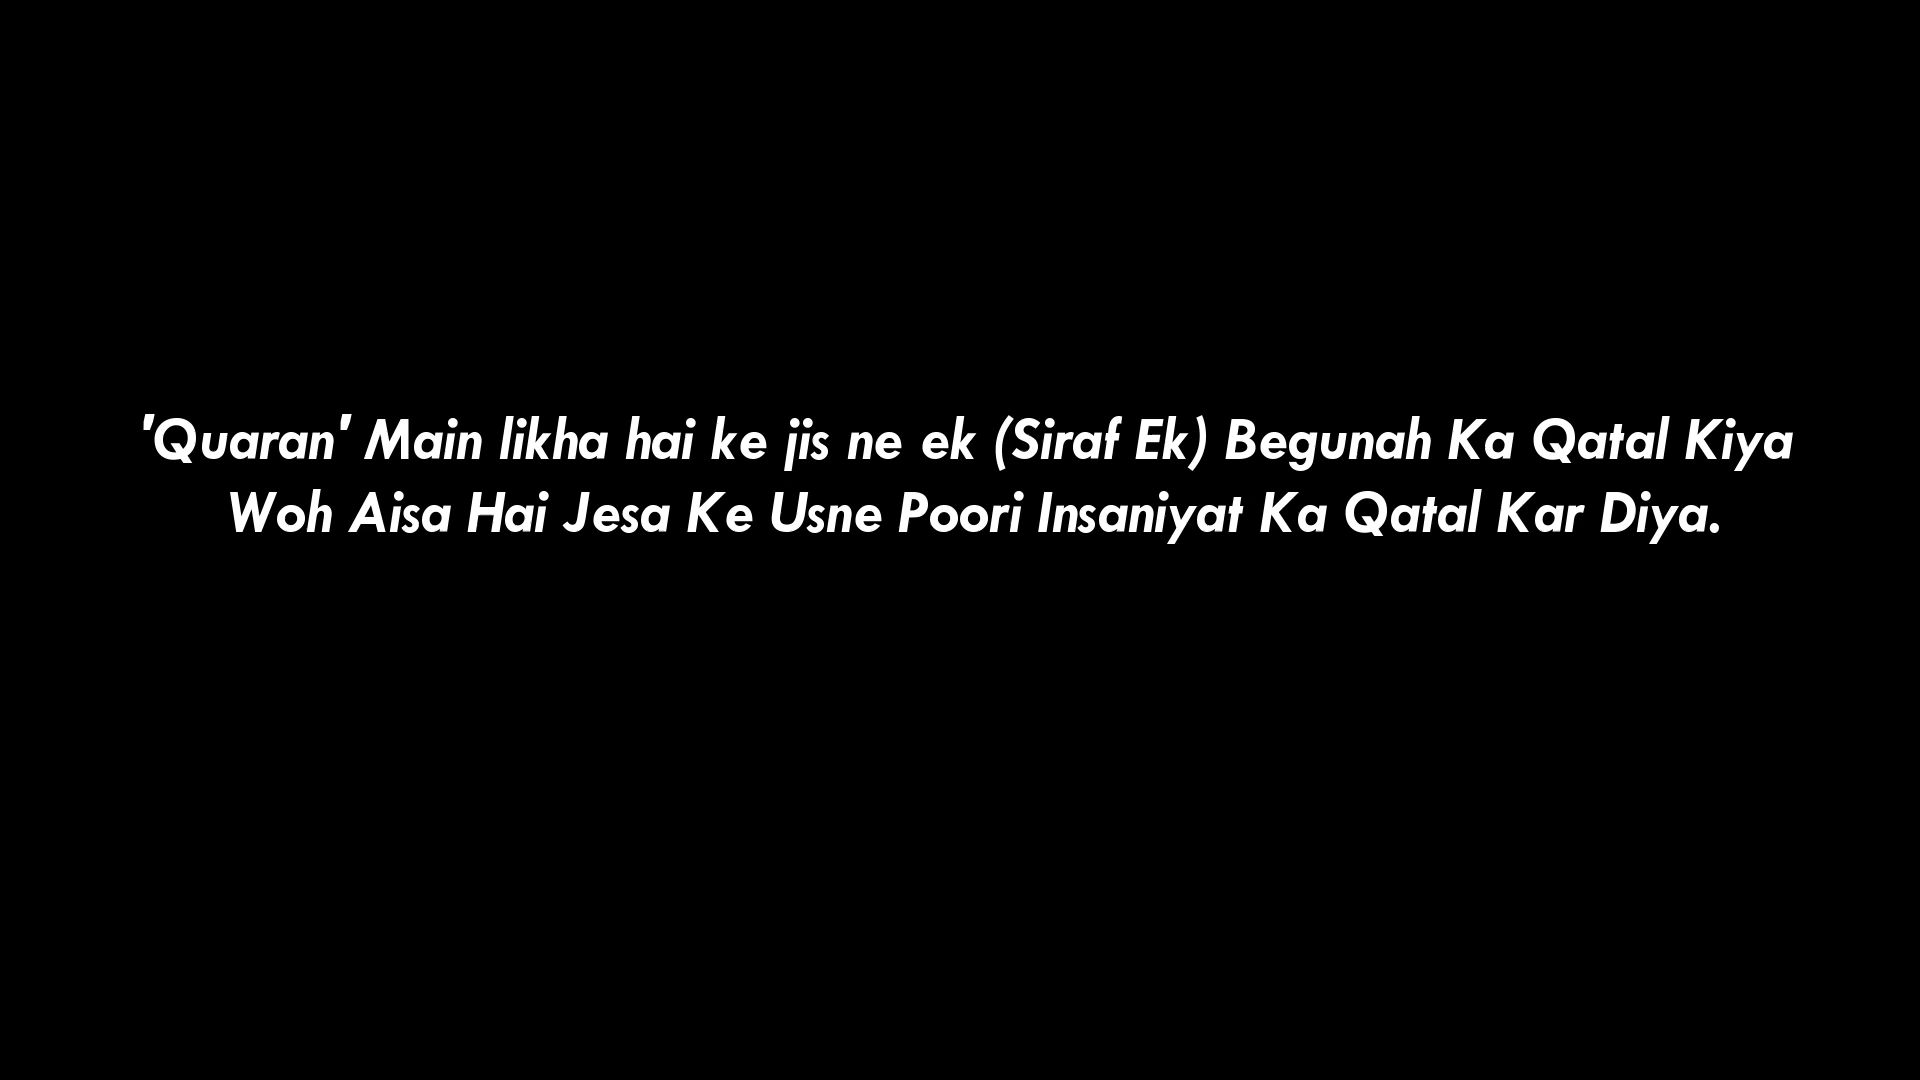 'Quaran' Main likha hai ke jis ne ek (Siraf Ek) Begunah Ka Qatal Kiya
Woh Aisa Hai Jesa Ke Usne Poori Insaniyat Ka Qatal Kar Diya.